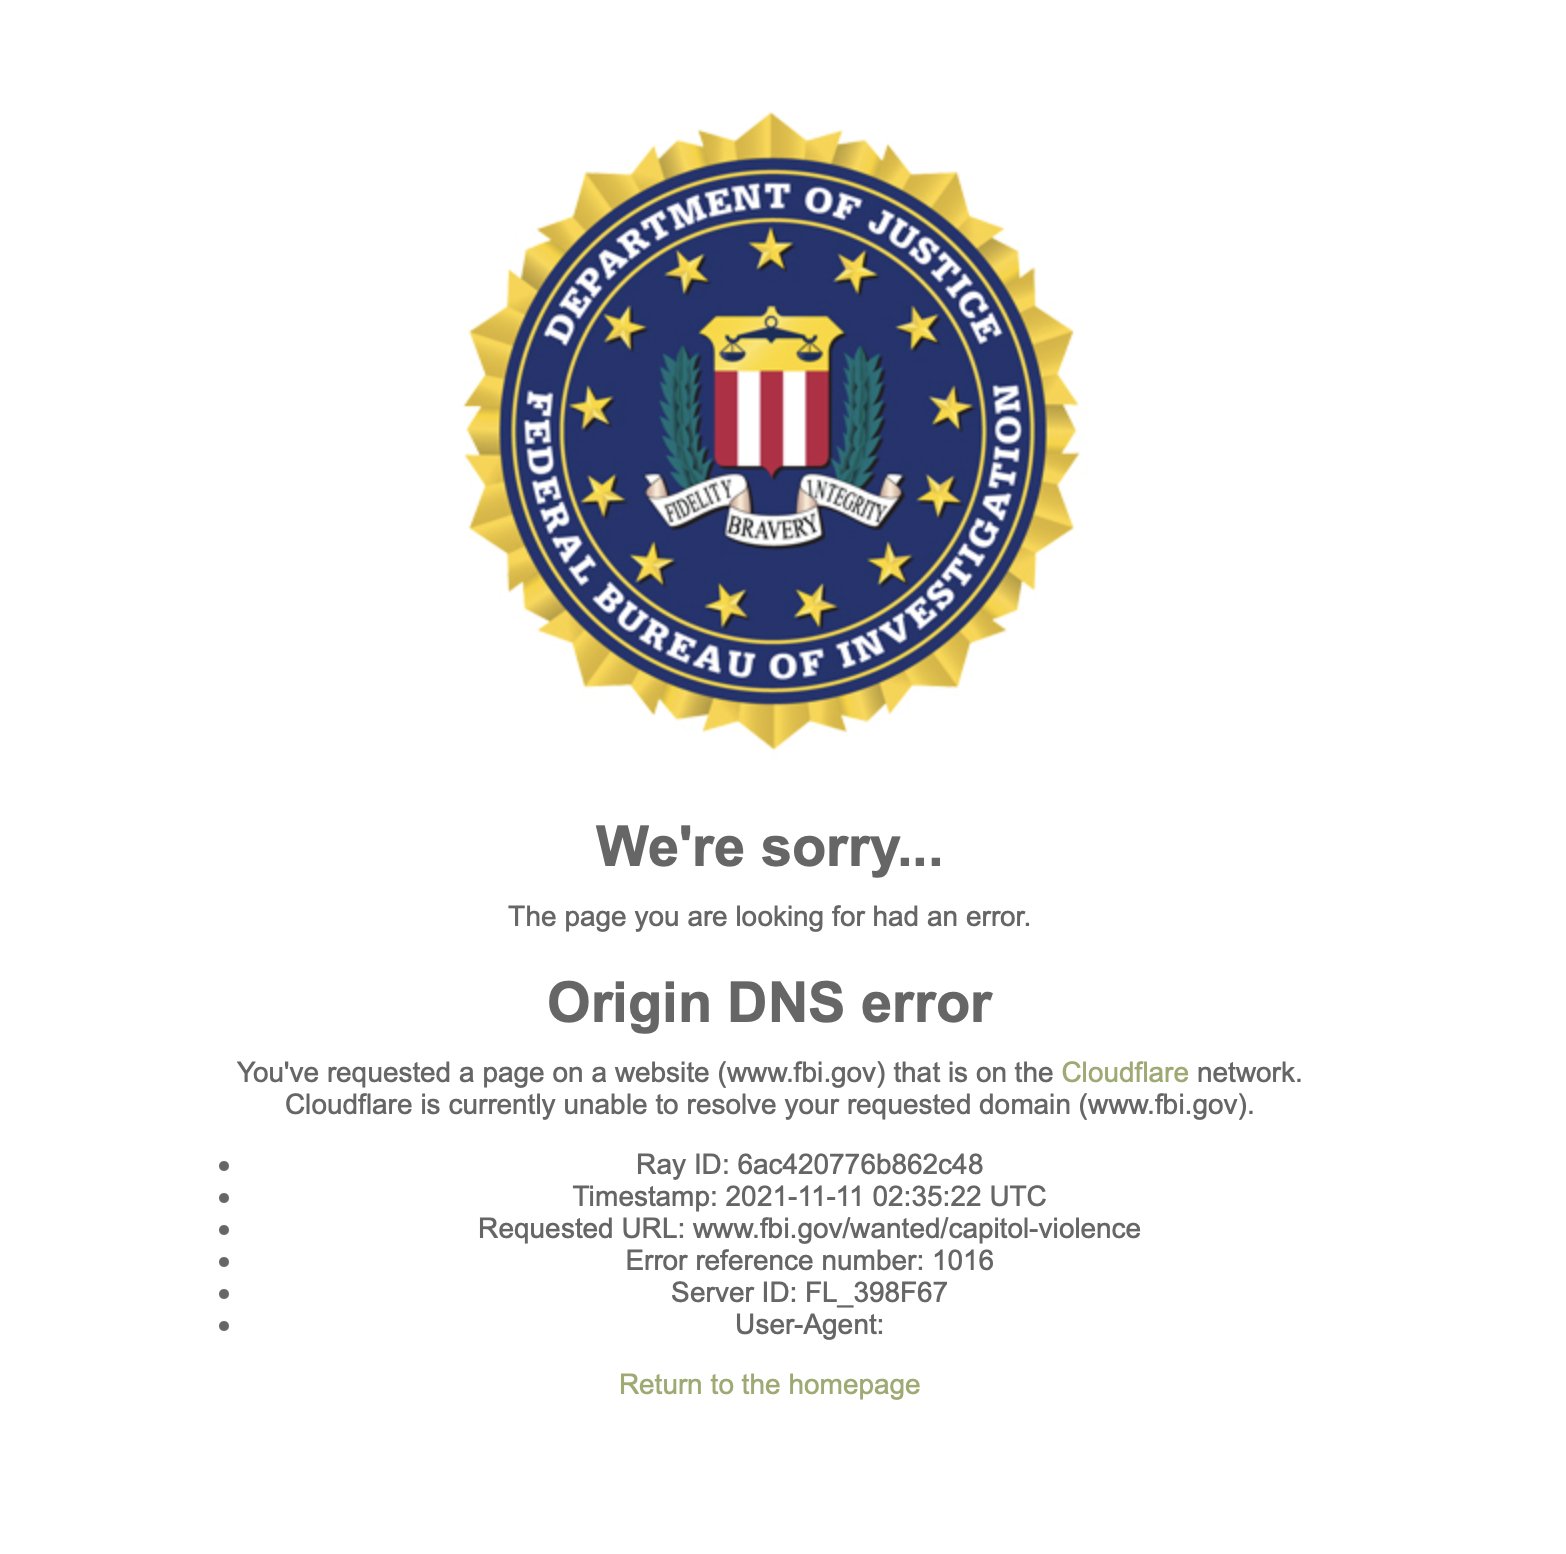 DEPARTMENT OF JUSTICE
FEDERAL BUREAU OF INVESTIGATION
FIDELITY
BRAVERY
INTEGRITY
We're sorry...
The page you are looking for had an error.
Origin DNS error
You've requested a page on a website (www.fbi.gov) that is on the Cloudflare network.
Cloudflare is currently unable to resolve your requested domain (www.fbi.gov).
Ray ID: 6ac420776b862c48
Timestamp: 2021-11-11 02:35:22 UTC
Requested URL: www.fbi.gov/wanted/capitol-violence
Error reference number: 1016
Server ID: FL_398F67
User-Agent:
Return to the homepage